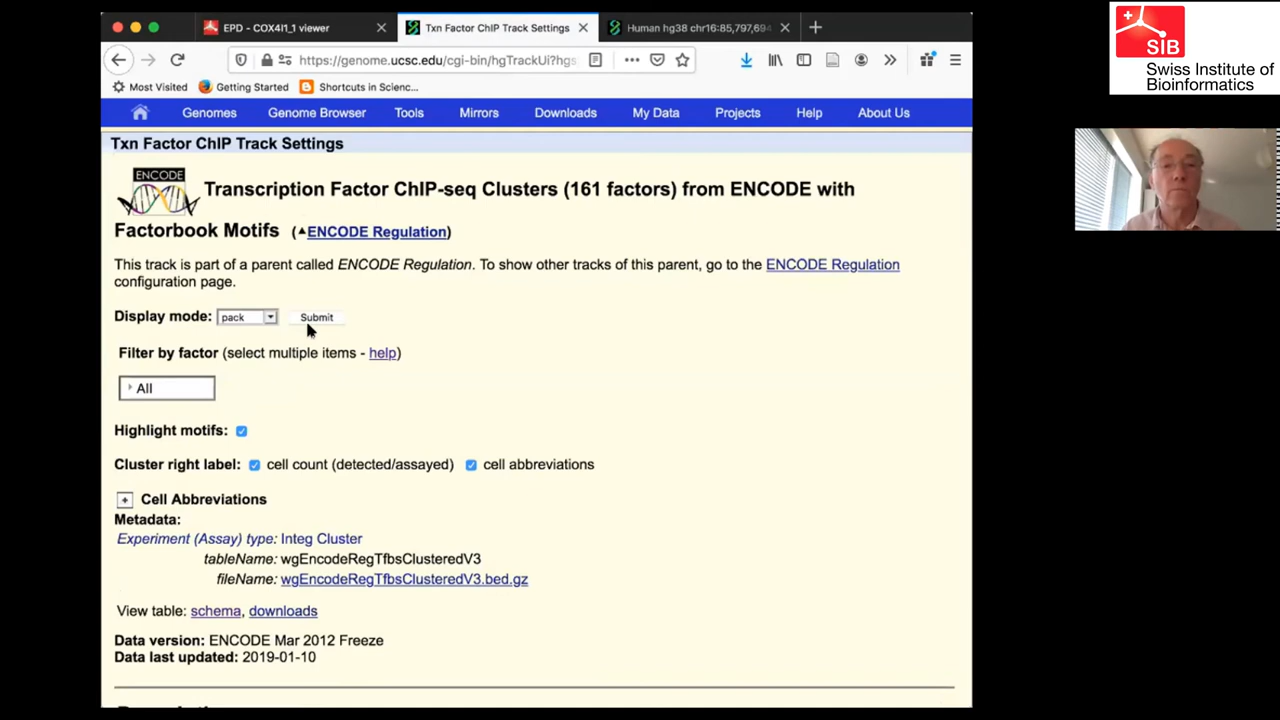 EPD - COX4I1_1 viewer
Txn Factor ChIP Track Settings
Human hg38 chr16:85,797,694
https://genome.ucsc.edu/cgi-bin/hgTrackUi?hgs
Most Visited
Getting Started
Shortcuts in Scienc...
Genomes
Genome Browser
Tools
Mirrors
Downloads
My Data
Projects
Help
About Us
Txn Factor ChIP Track Settings
ENCODE
Transcription Factor ChIP-seq Clusters (161 factors) from ENCODE with
Factorbook Motifs (ENCODE Regulation)
This track is part of a parent called ENCODE Regulation. To show other tracks of this parent, go to the ENCODE Regulation
configuration page.
Display mode: pack Submit
Filter by factor (select multiple items - help)
All
Highlight motifs:
Cluster right label: cell count (detected/assayed) cell abbreviations
+ Cell Abbreviations
Metadata:
Experiment (Assay) type: Integ Cluster
tableName: wgEncodeRegTfbsClusteredV3
fileName: wgEncodeRegTfbsClusteredV3.bed.gz
View table: schema, downloads
Data version: ENCODE Mar 2012 Freeze
Data last updated: 2019-01-10
SIB
Swiss Institute of
Bioinformatics